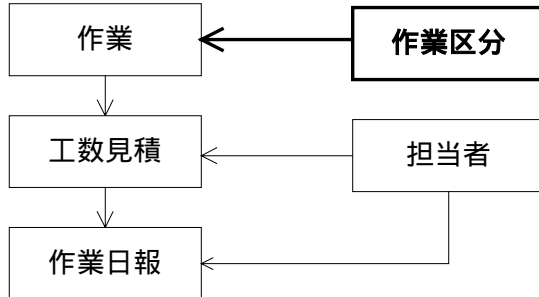 作業
作業区分
工数見積
担当者
作業日報